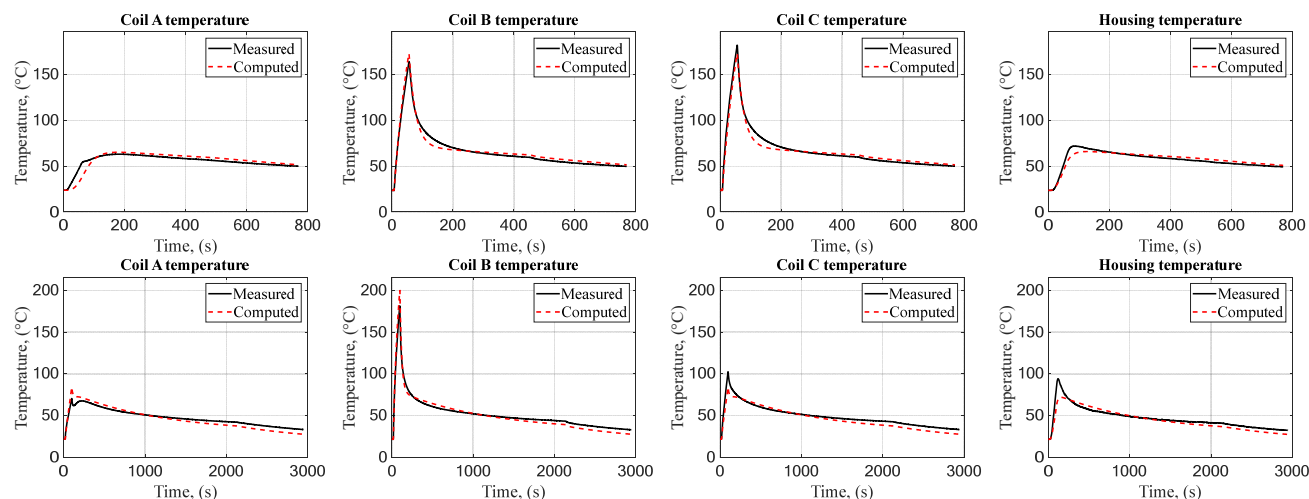 Coil A temperature
Temperature, (°C)
150
100
50
0
Measured
Computed
0 200 400 600 800
Time, (s)
Coil B temperature
Temperature, (°C)
150
100
50
0
Measured
Computed
0 200 400 600 800
Time, (s)
Coil C temperature
Temperature, (°C)
150
100
50
0
Measured
Computed
0 200 400 600 800
Time, (s)
Housing temperature
Temperature, (°C)
150
100
50
0
Measured
Computed
0 200 400 600 800
Time, (s)
Coil A temperature
Temperature, (°C)
200
150
100
50
0
Measured
Computed
0 1000 2000 3000
Time, (s)
Coil B temperature
Temperature, (°C)
200
150
100
50
0
Measured
Computed
0 1000 2000 3000
Time, (s)
Coil C temperature
Temperature, (°C)
200
150
100
50
0
Measured
Computed
0 1000 2000 3000
Time, (s)
Housing temperature
Temperature, (°C)
200
150
100
50
0
Measured
Computed
0 1000 2000 3000
Time, (s)